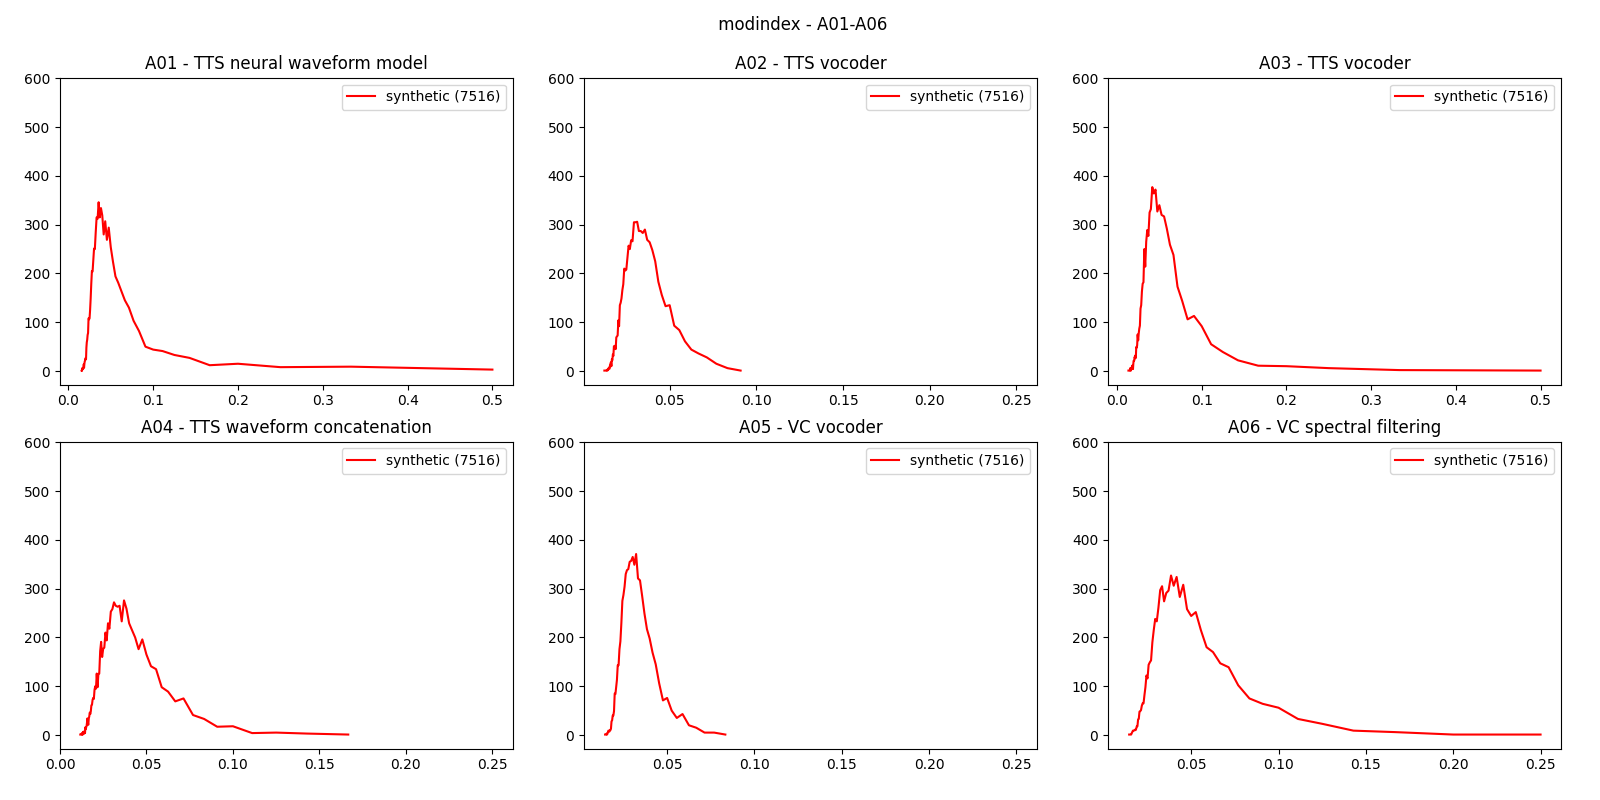 modindex - A01-A06
A01 - TTS neural waveform model
600
500
400
300
200
100
0
synthetic (7516)
0.0 0.1 0.2 0.3 0.4 0.5
A02 - TTS vocoder
600
500
400
300
200
100
0
synthetic (7516)
0.05 0.10 0.15 0.20 0.25
A03 - TTS vocoder
600
500
400
300
200
100
0
synthetic (7516)
0.0 0.1 0.2 0.3 0.4 0.5
A04 - TTS waveform concatenation
600
500
400
300
200
100
0
synthetic (7516)
0.00 0.05 0.10 0.15 0.20 0.25
A05 - VC vocoder
600
500
400
300
200
100
0
synthetic (7516)
0.05 0.10 0.15 0.20 0.25
A06 - VC spectral filtering
600
500
400
300
200
100
0
synthetic (7516)
0.05 0.10 0.15 0.20 0.25